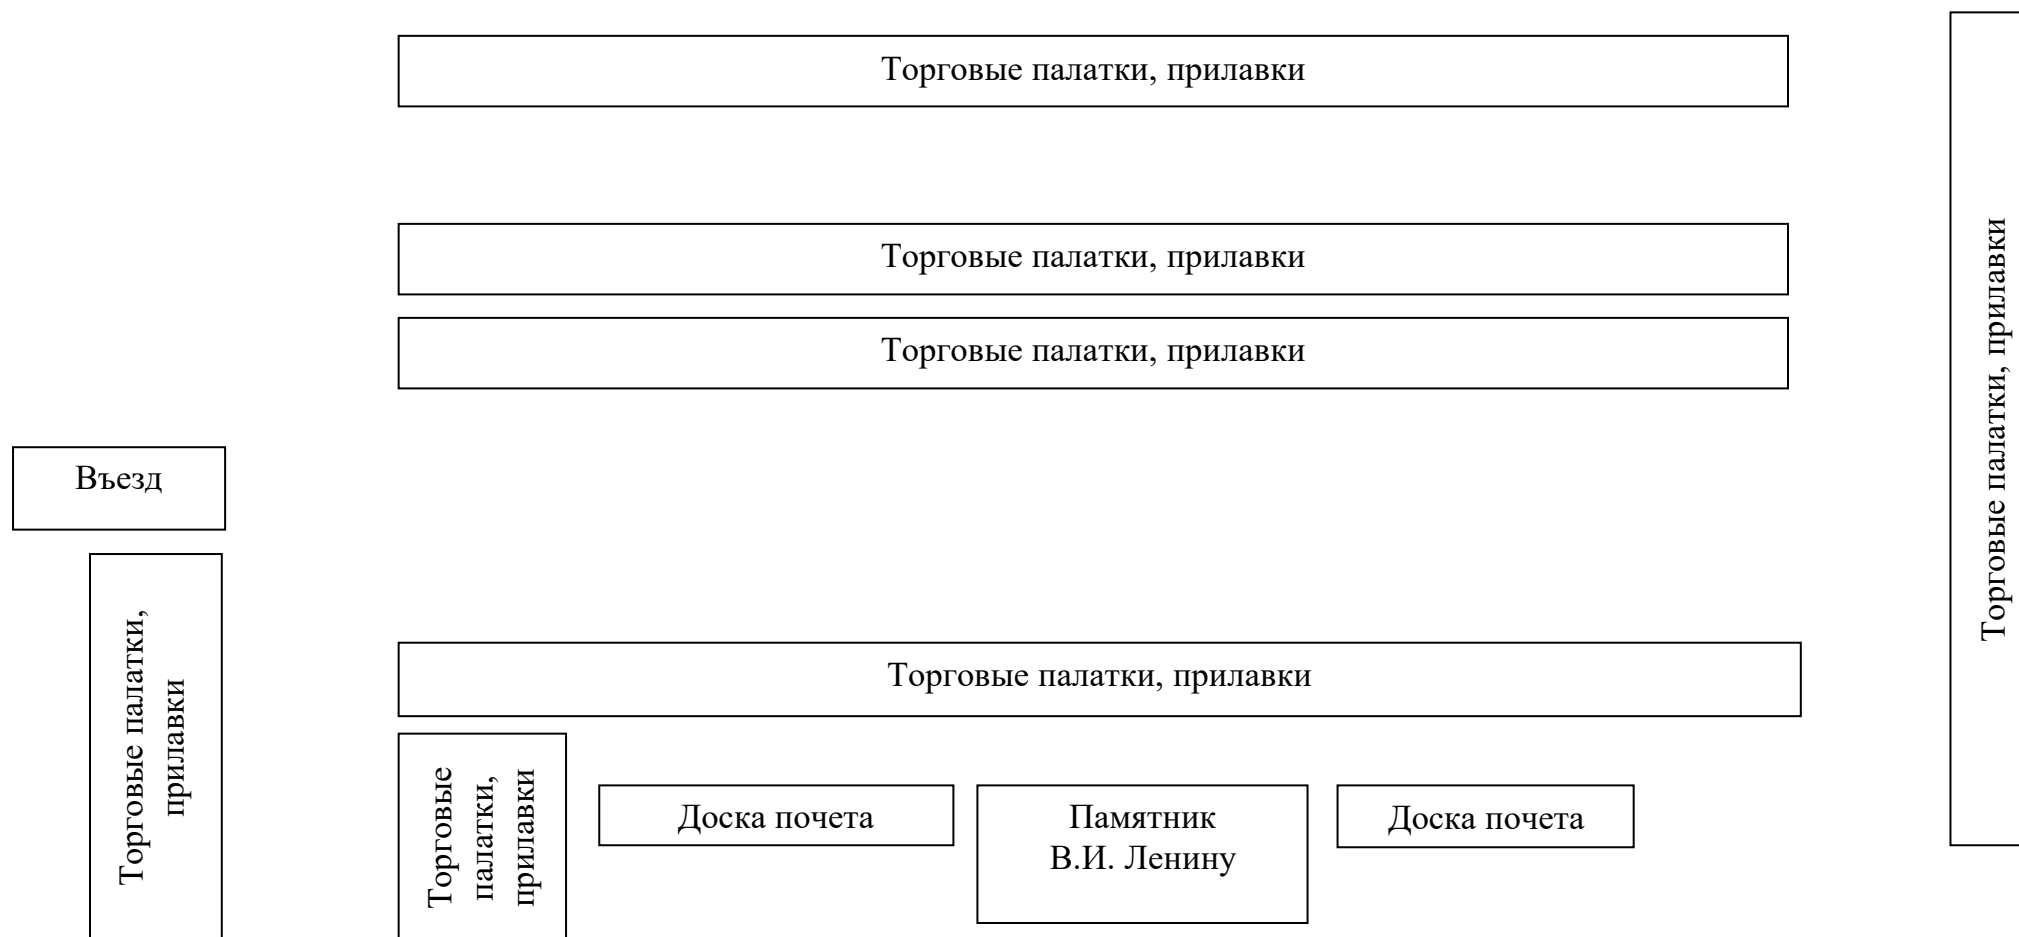 Торговые палатки, прилавки
Торговые палатки, прилавки
Торговые палатки, прилавки
Торговые палатки, прилавки
Въезд
Торговые палатки,
прилавки
Торговые палатки, прилавки
Торговые
палатки,
прилавки
Доска почета
Памятник
В.И. Ленину
Доска почета